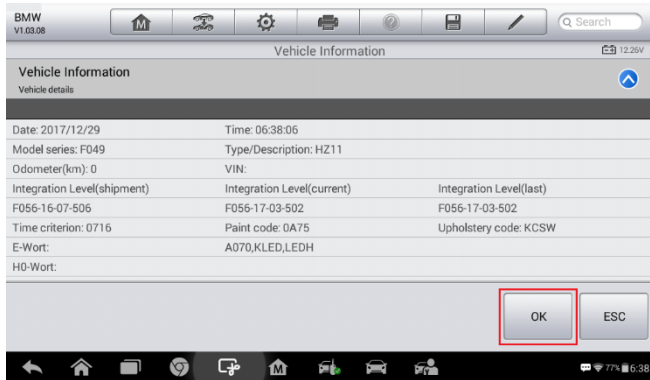 BMW
V1.03.08
Search
Vehicle Information
12.26V
Vehicle Information
Vehicle details
Date: 2017/12/29 Time: 06:38:06
Model series: F049 Type/Description: HZ11
Odometer(km): 0 VIN:
Integration Level(shipment) Integration Level(current) Integration Level(last)
F056-16-07-506 F056-17-03-502 F056-17-03-502
Time criterion: 0716 Paint code: 0A75 Upholstery code: KCSW
E-Wort: A070,KLED,LEDH
H0-Wort:
OK ESC
77% 6:38